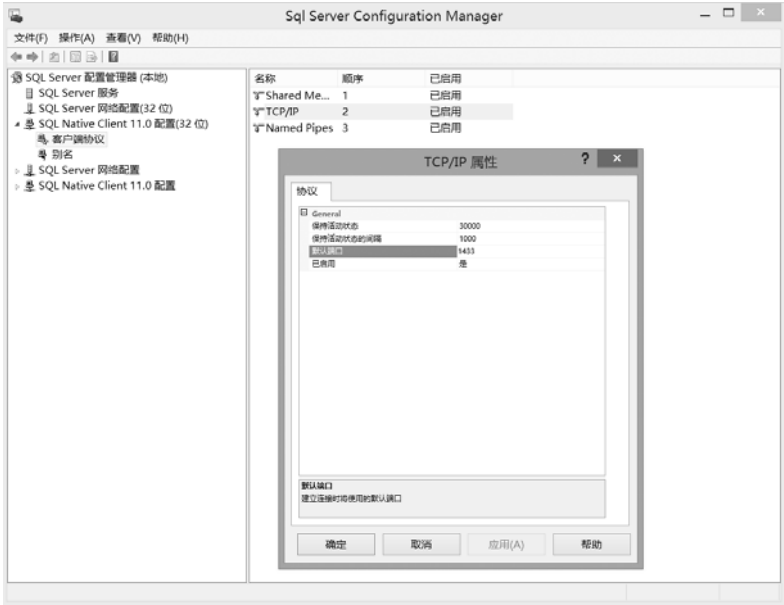 Sql Server Configuration Manager
文件(F) 操作(A) 查看(V) 帮助(H)
SQL Server 配置管理器 (本地)
SQL Server 服务
SQL Server 网络配置(32 位)
SQL Native Client 11.0 配置(32 位)
客户端协议
别名
SQL Server 网络配置
SQL Native Client 11.0 配置
名称 顺序 已启用
Shared Me... 1 已启用
TCP/IP 2 已启用
Named Pipes 3 已启用
TCP/IP 属性
协议
General
保持活动状态 30000
保持活动状态的间隔 1000
默认端口 1433
已启用 是
默认端口
建立连接时将使用的默认端口
确定 取消 应用(A) 帮助